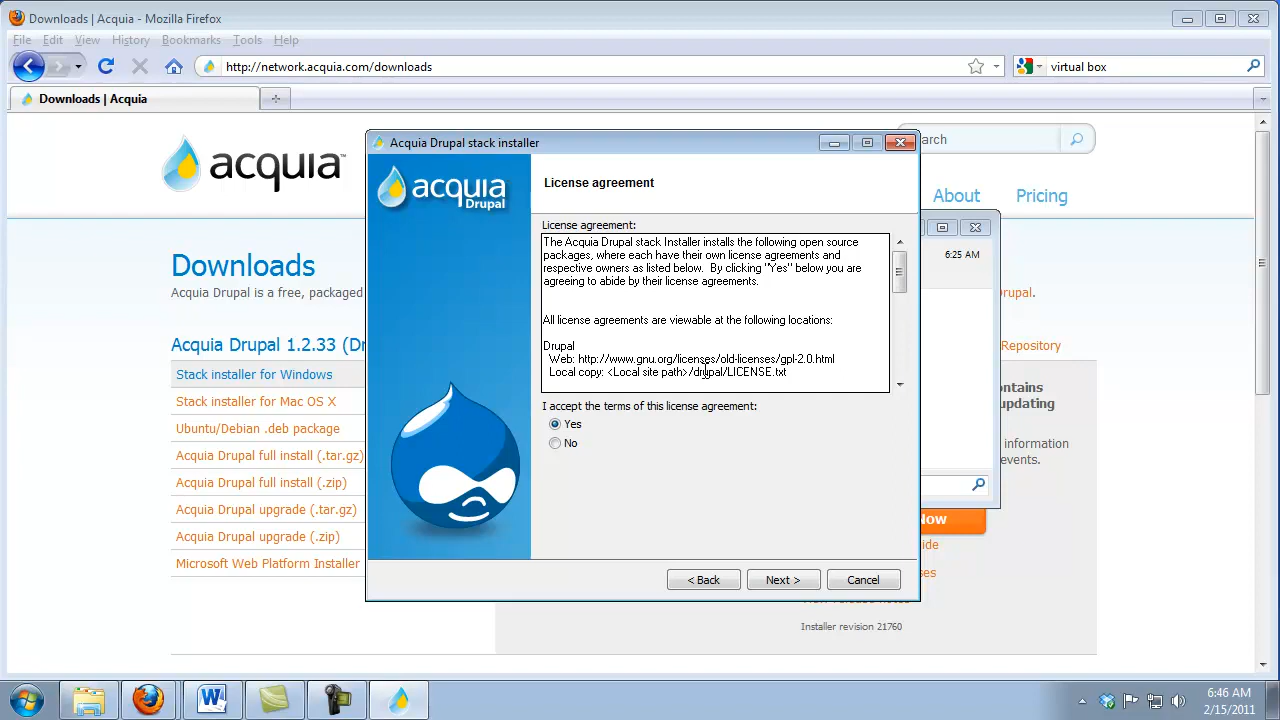 Downloads | Acquia - Mozilla Firefox
File Edit View History Bookmarks Tools Help
http://network.acquia.com/downloads
virtual box
Downloads | Acquia
acquia™
earch
About Pricing
Downloads
Acquia Drupal is a free, packaged
rupal.
Acquia Drupal 1.2.33 (Dr
Stack installer for Windows
Stack installer for Mac OS X
Ubuntu/Debian .deb package
Acquia Drupal full install (.tar.gz)
Acquia Drupal full install (.zip)
Acquia Drupal upgrade (.tar.gz)
Acquia Drupal upgrade (.zip)
Microsoft Web Platform Installer
Acquia Drupal stack installer
acquia
Drupal
License agreement
License agreement:
The Acquia Drupal stack Installer installs the following open source
packages, where each have their own license agreements and
respective owners as listed below. By clicking "Yes" below you are
agreeing to abide by their license agreements.
All license agreements are viewable at the following locations:
Drupal
Web: http://www.gnu.org/licenses/old-licenses/gpl-2.0.html
Local copy: <Local site path>/drupal/LICENSE.txt
I accept the terms of this license agreement:
Yes
No
< Back Next > Cancel
6:25 AM
Repository
ontains
updating
information
events.
Now
ide
ses
Installer revision 21760
6:46 AM
2/15/2011